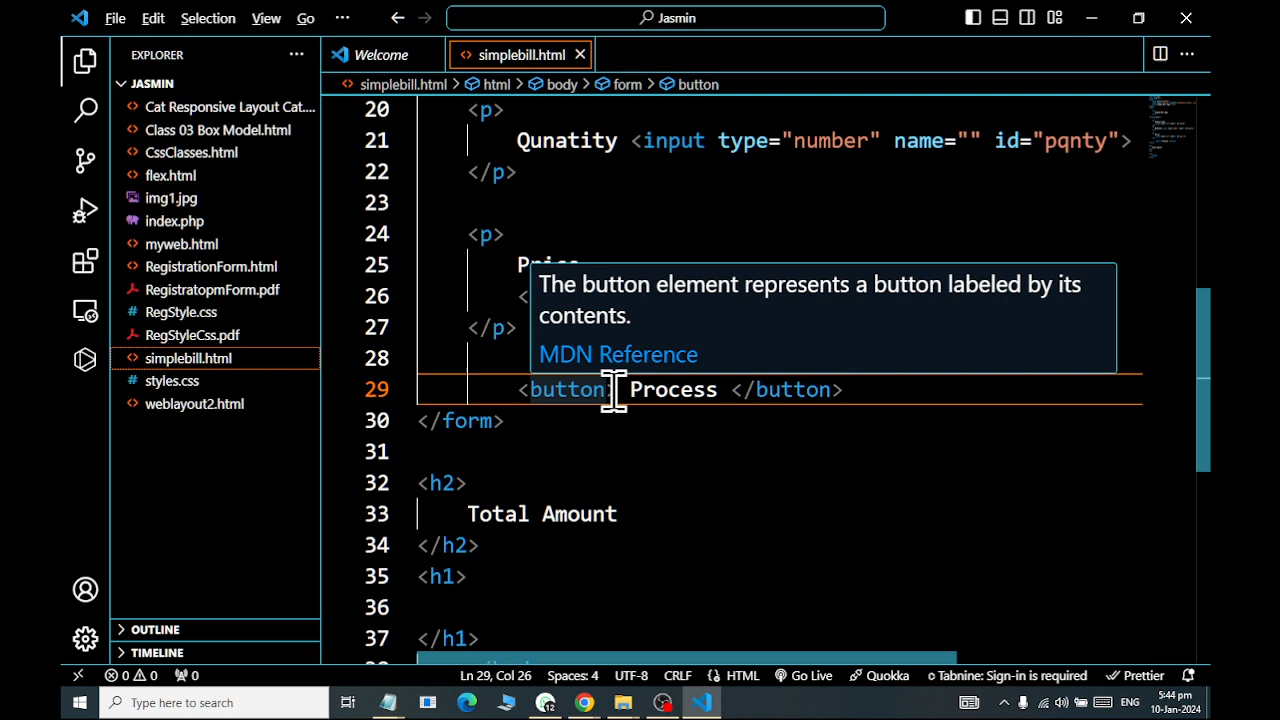 File Edit Selection View Go ... Jasmin
EXPLORER ...
Welcome simplebill.html
JASMIN
simplebill.html > html > body > form > button
Cat Responsive Layout Cat....
Class 03 Box Model.html
CssClasses.html
flex.html
img1.jpg
index.php
myweb.html
RegistrationForm.html
RegistratopmForm.pdf
RegStyle.css
RegStyleCss.pdf
simplebill.html
styles.css
weblayout2.html
OUTLINE
TIMELINE
20 <p>
21 Qunatity <input type="number" name="" id="pqnty">
22 </p>
23
24 <p>
25 Price
26 <
27 </p>
28
The button element represents a button labeled by its
contents.
MDN Reference
29 <button> Process </button>
30 </form>
31
32 <h2>
33 Total Amount
34 </h2>
35 <h1>
36
37 </h1>
0 0 0 Ln 29, Col 26 Spaces: 4 UTF-8 CRLF HTML Go Live Quokka Tabnine: Sign-in is required Prettier
Type here to search 12 ENG 5:44 pm
10-Jan-2024